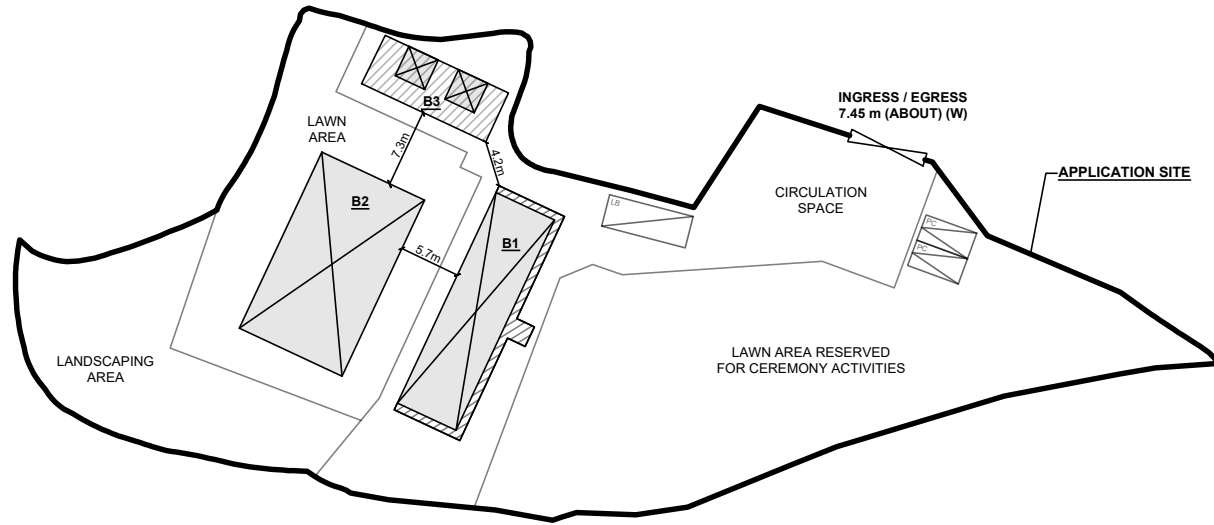 INGRESS / EGRESS
7.45 m (ABOUT) (W)
B3
LAWN
AREA
7.3m
4.2m
APPLICATION SITE
CIRCULATION
SPACE
B2
LB
B1
PC
PC
5.7m
LANDSCAPING
AREA
LAWN AREA RESERVED
FOR CEREMONY ACTIVITIES